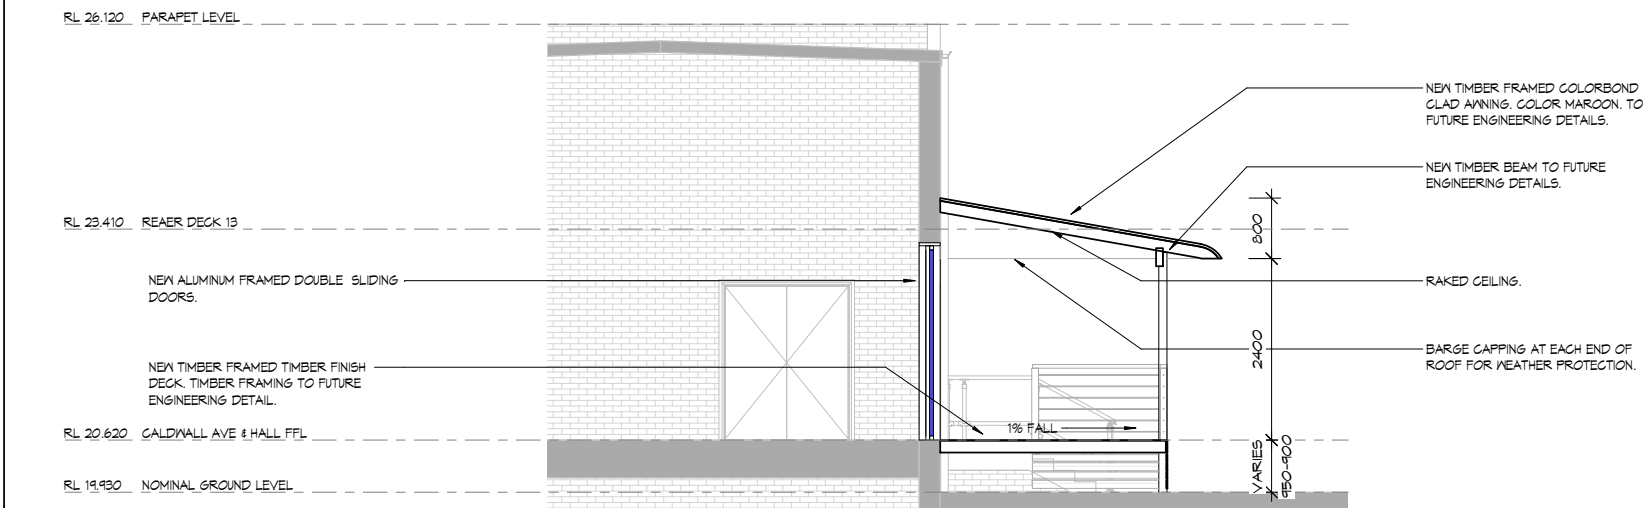 RL 26.120 PARAPET LEVEL
NEW TIMBER FRAMED COLORBOND
CLAD AWNING. COLOR MAROON. TO
FUTURE ENGINEERING DETAILS.
NEW TIMBER BEAM TO FUTURE
ENGINEERING DETAILS.
RL 23.410 REAER DECK 13
800
NEW ALUMINUM FRAMED DOUBLE SLIDING
DOORS.
RAKED CEILING.
2400
BARGE CAPPING AT EACH END OF
ROOF FOR WEATHER PROTECTION.
NEW TIMBER FRAMED TIMBER FINISH
DECK. TIMBER FRAMING TO FUTURE
ENGINEERING DETAIL.
1% FALL
RL 20.620 CALDWALL AVE & HALL FFL
VARIES
950-900
RL 19.930 NOMINAL GROUND LEVEL